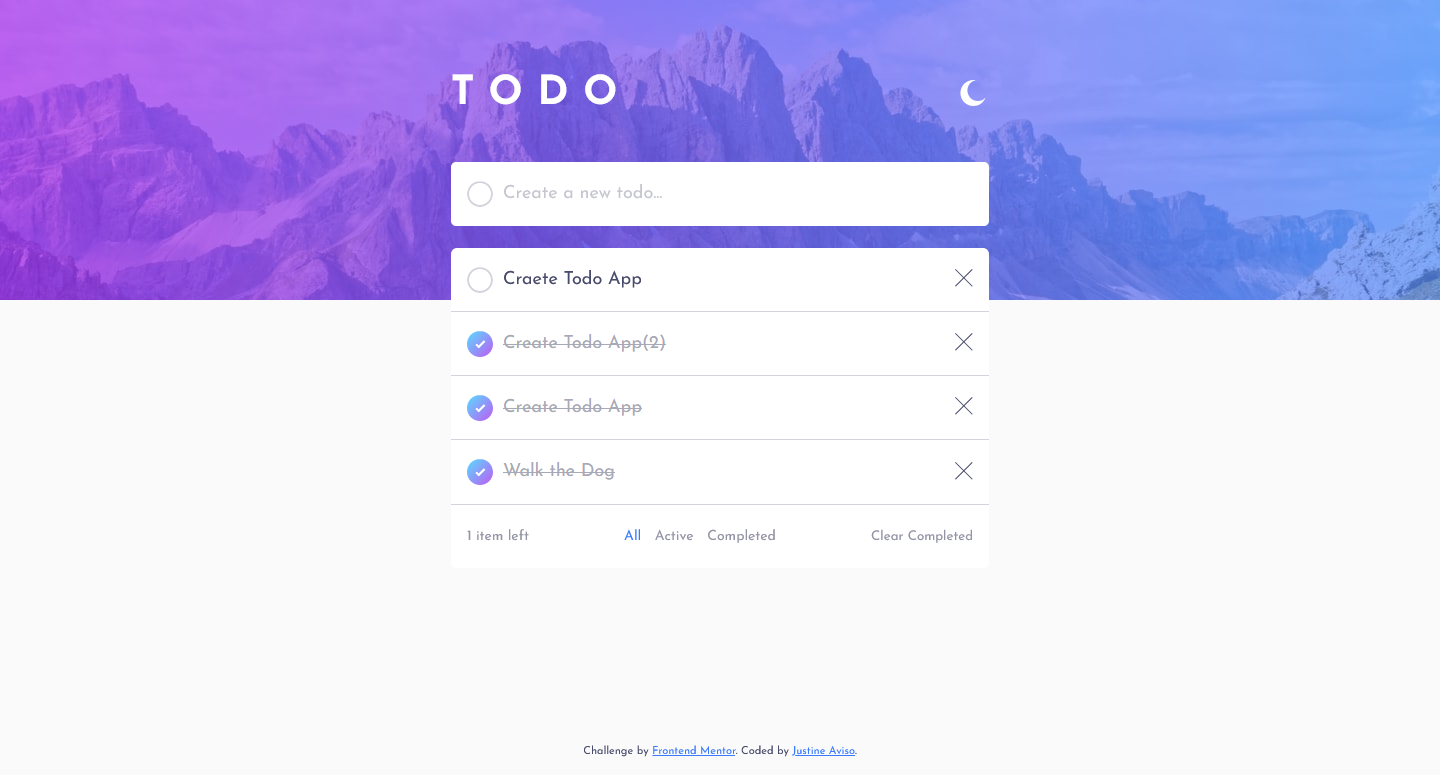 TODO
Create a new todo...
Craete Todo App
Create Todo App(2)
Create Todo App
Walk the Dog
1 item left All Active Completed Clear Completed
Challenge by Frontend Mentor. Coded by Justine Aviso.